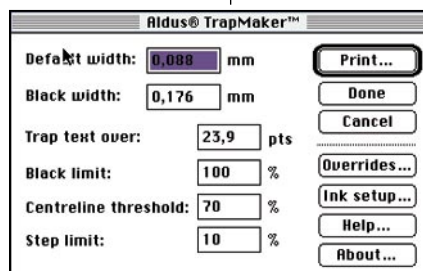 Aldus® TrapMaker™
Default width: 0,088 mm
Print...
Black width: 0,176 mm
Done
Cancel
Trap text over: 23,9 pts
Overrides...
Black limit: 100 %
Ink setup...
Centreline threshold: 70 %
Help...
Step limit: 10 %
About...